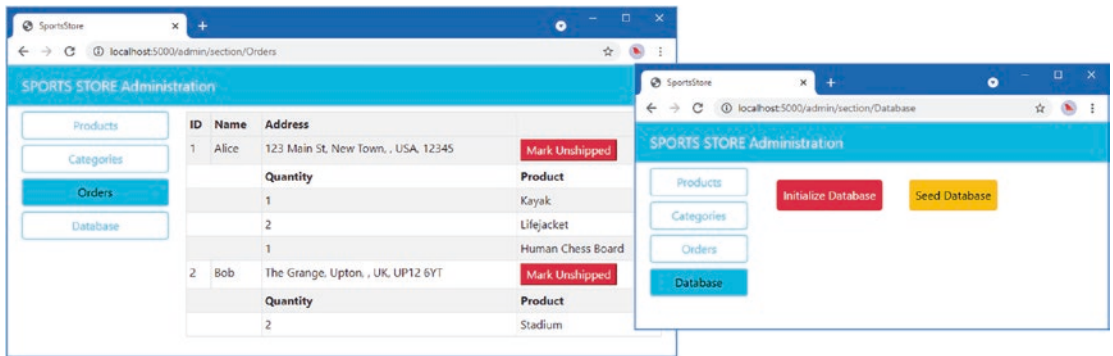 SportsStore
localhost:5000/admin/section/Orders
SPORTS STORE Administration
Products
Categories
Orders
Database
ID Name Address
1 Alice 123 Main St, New Town, , USA, 12345 Mark Unshipped
Quantity Product
1 Kayak
2 Lifejacket
1 Human Chess Board
2 Bob The Grange, Upton, , UK, UP12 6YT Mark Unshipped
Quantity Product
2 Stadium
SportsStore
localhost:5000/admin/section/Database
SPORTS STORE Administration
Products
Categories
Orders
Database
Initialize Database Seed Database